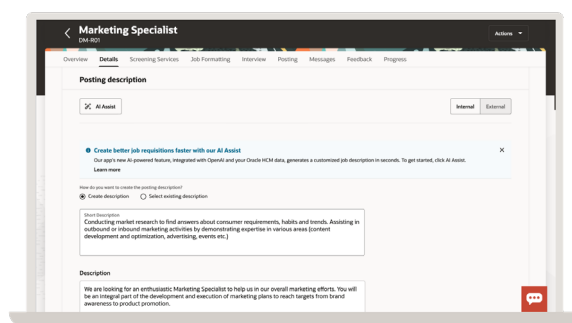 Marketing Specialist
DM-R01
Actions
Overview Details Screening Services Job Formatting Interview Posting Messages Feedback Progress
Posting description
AI Assist
Internal External
Create better job requisitions faster with our AI Assist
Our app's new AI-powered feature, integrated with OpenAI and your Oracle HCM data, generates a customized job description in seconds. To get started, click AI Assist.
Learn more
How do you want to create the posting description?
Create description Select existing description
Short Description
Conducting market research to find answers about consumer requirements, habits and trends. Assisting in
outbound or inbound marketing activities by demonstrating expertise in various areas (content
development and optimization, advertising, events etc.)
Description
We are looking for an enthusiastic Marketing Specialist to help us in our overall marketing efforts. You will
be an integral part of the development and execution of marketing plans to reach targets from brand
awareness to product promotion.